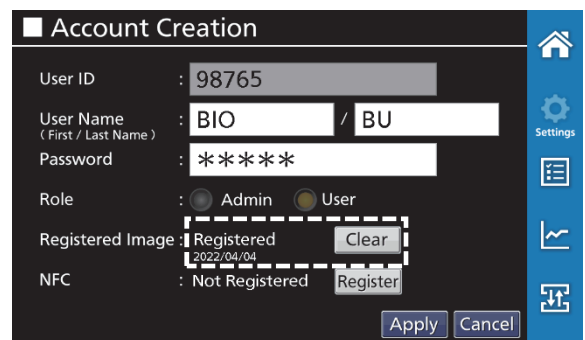 Account Creation
User ID : 98765
User Name : BIO / BU
( First / Last Name )
Password : *****
Role : Admin User
Registered Image : Registered Clear
2022/04/04
NFC : Not Registered Register
Apply Cancel
Settings